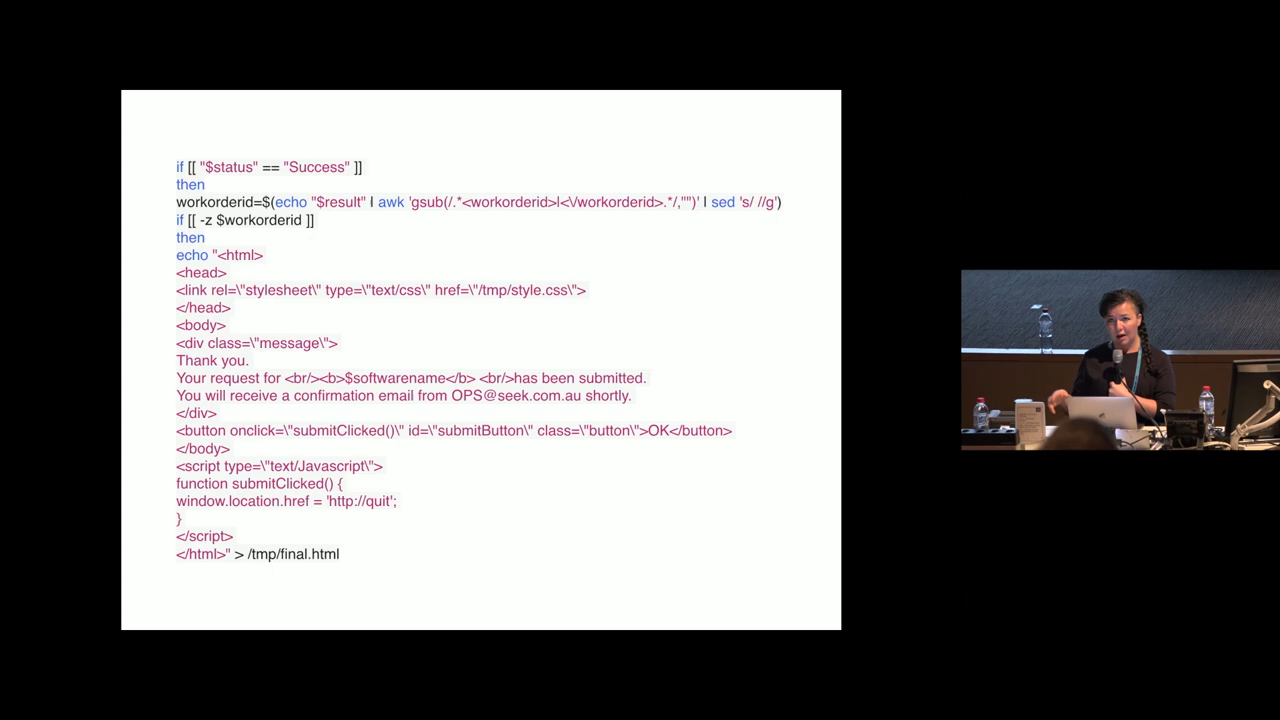 if [[ "$status" == "Success" ]]
then
workorderid=$(echo "$result" | awk 'gsub(/.*<workorderid>|<\/workorderid>.*/,"")' | sed 's/ //g')
if [[ -z $workorderid ]]
then
echo "<html>
<head>
<link rel=\"stylesheet\" type=\"text/css\" href=\"/tmp/style.css\">
</head>
<body>
<div class=\"message\">
Thank you.
Your request for <br/><b>$softwarename</b> <br/>has been submitted.
You will receive a confirmation email from OPS@seek.com.au shortly.
</div>
<button onclick=\"submitClicked()\" id=\"submitButton\" class=\"button\">OK</button>
</body>
<script type=\"text/Javascript\">
function submitClicked() {
window.location.href = 'http://quit';
}
</script>
</html>" > /tmp/final.html